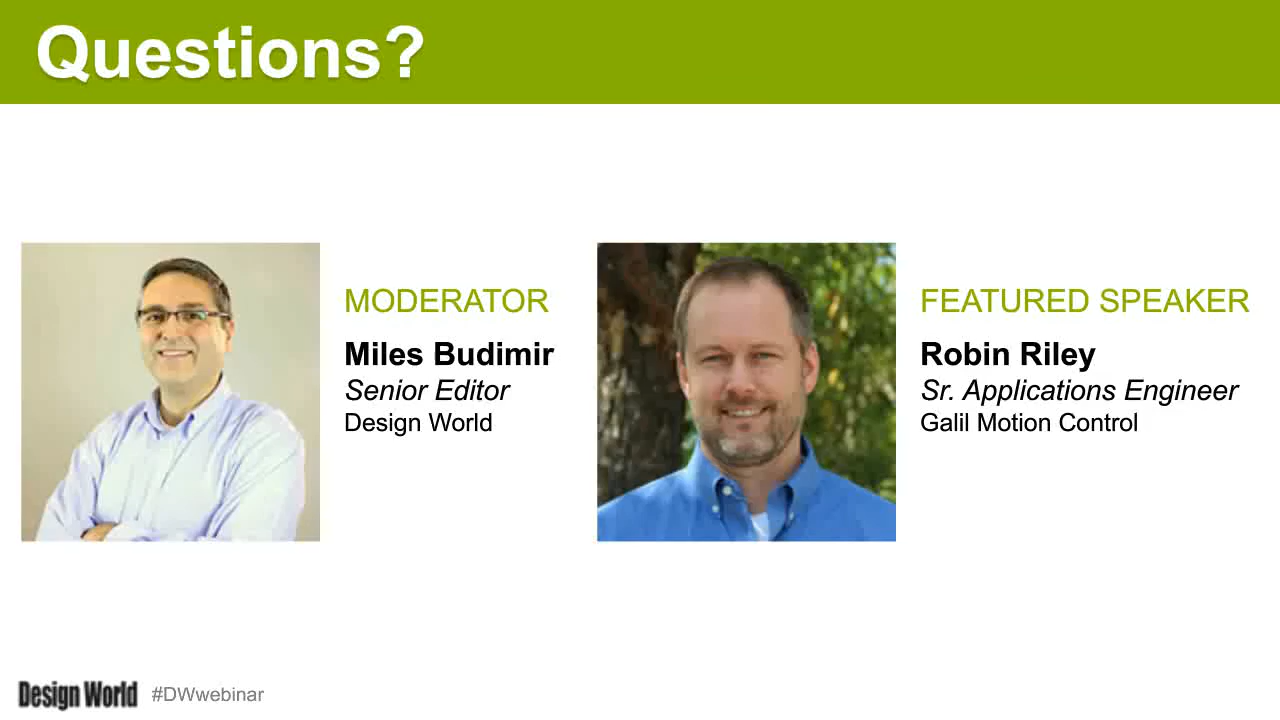 Questions?
MODERATOR
Miles Budimir
Senior Editor
Design World
FEATURED SPEAKER
Robin Riley
Sr. Applications Engineer
Galil Motion Control
Design World #DWwebinar